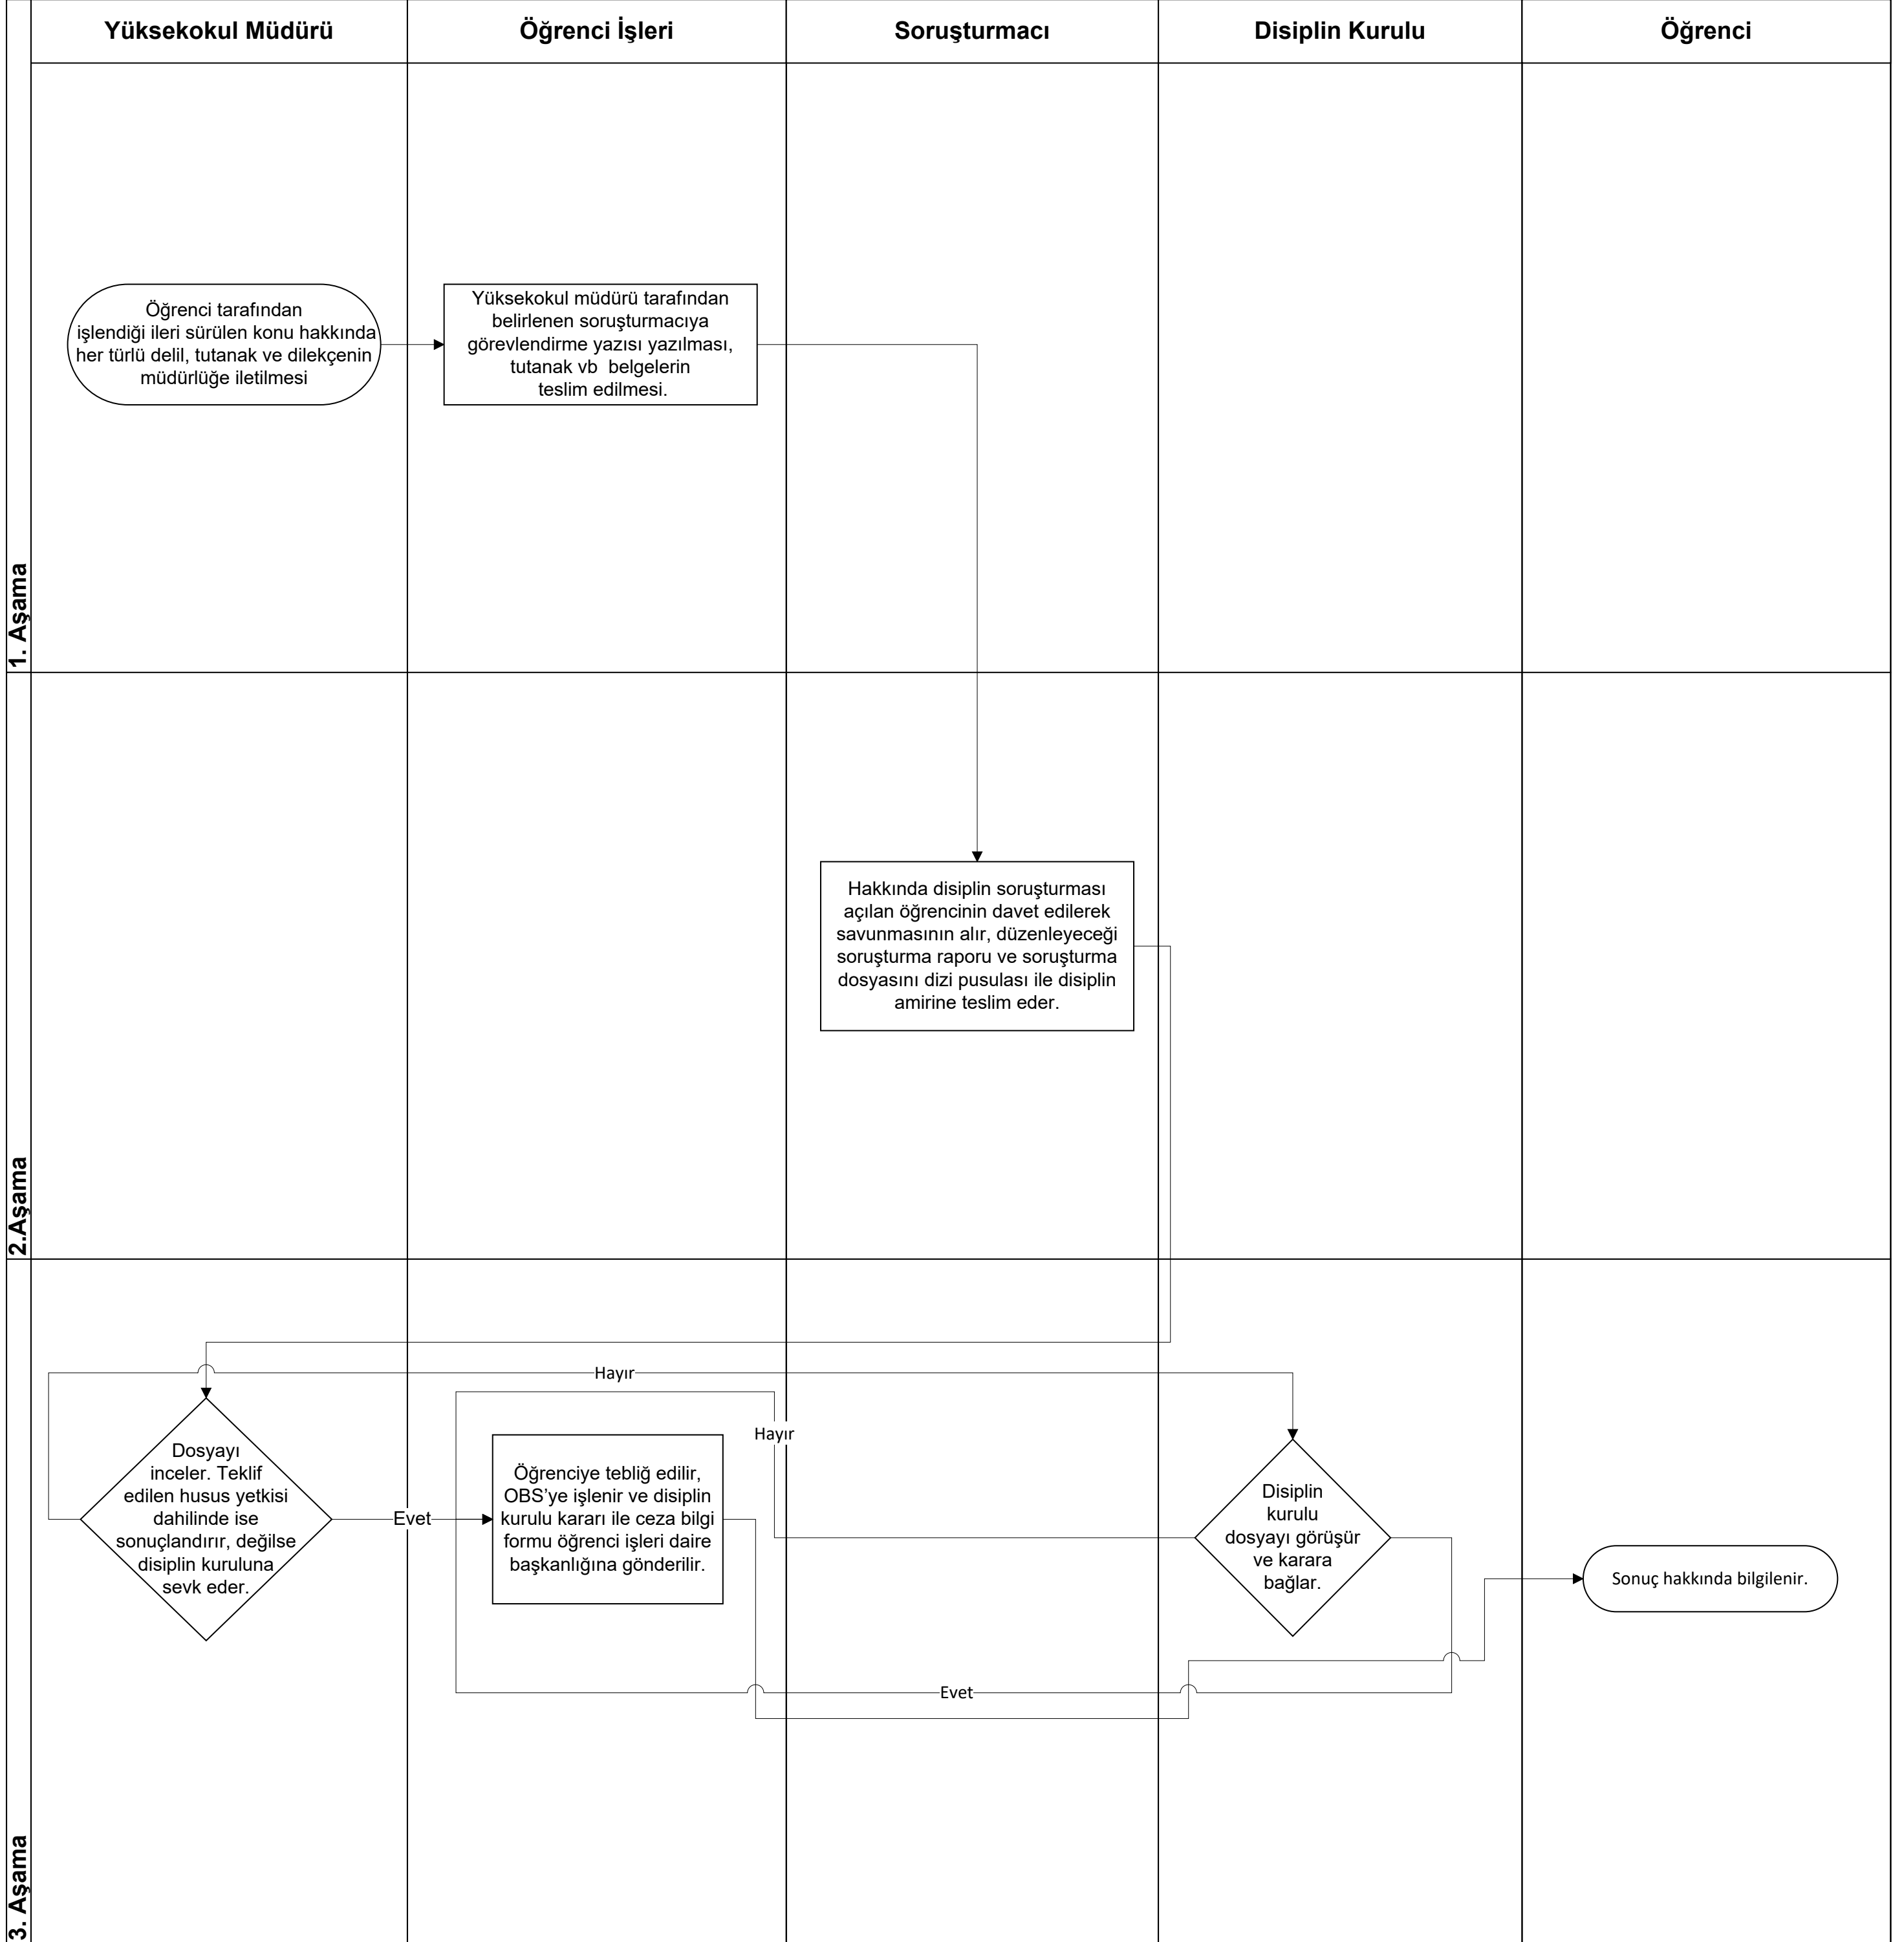 Yüksekokul Müdürü
Öğrenci İşleri
Soruşturmacı
Disiplin Kurulu
Öğrenci
1. Aşama
Öğrenci tarafından
işlendiği ileri sürülen konu hakkında
her türlü delil, tutanak ve dilekçenin
müdürlüğe iletilmesi
Yüksekokul müdürü tarafından
belirlenen soruşturmacıya
görevlendirme yazısı yazılması,
tutanak vb belgelerin
teslim edilmesi.
2.Aşama
Hakkında disiplin soruşturması
açılan öğrencinin davet edilerek
savunmasının alır, düzenleyeceği
soruşturma raporu ve soruşturma
dosyasını dizi pusulası ile disiplin
amirine teslim eder.
3. Aşama
Hayır
Hayır
Dosyayı
inceler. Teklif
edilen husus yetkisi
dahilinde ise
sonuçlandırır, değilse
disiplin kuruluna
sevk eder.
Evet
Öğrenciye tebliğ edilir,
OBS’ye işlenir ve disiplin
kurulu kararı ile ceza bilgi
formu öğrenci işleri daire
başkanlığına gönderilir.
Disiplin
kurulu
dosyayı görüşür
ve karara
bağlar.
Sonuç hakkında bilgilenir.
Evet